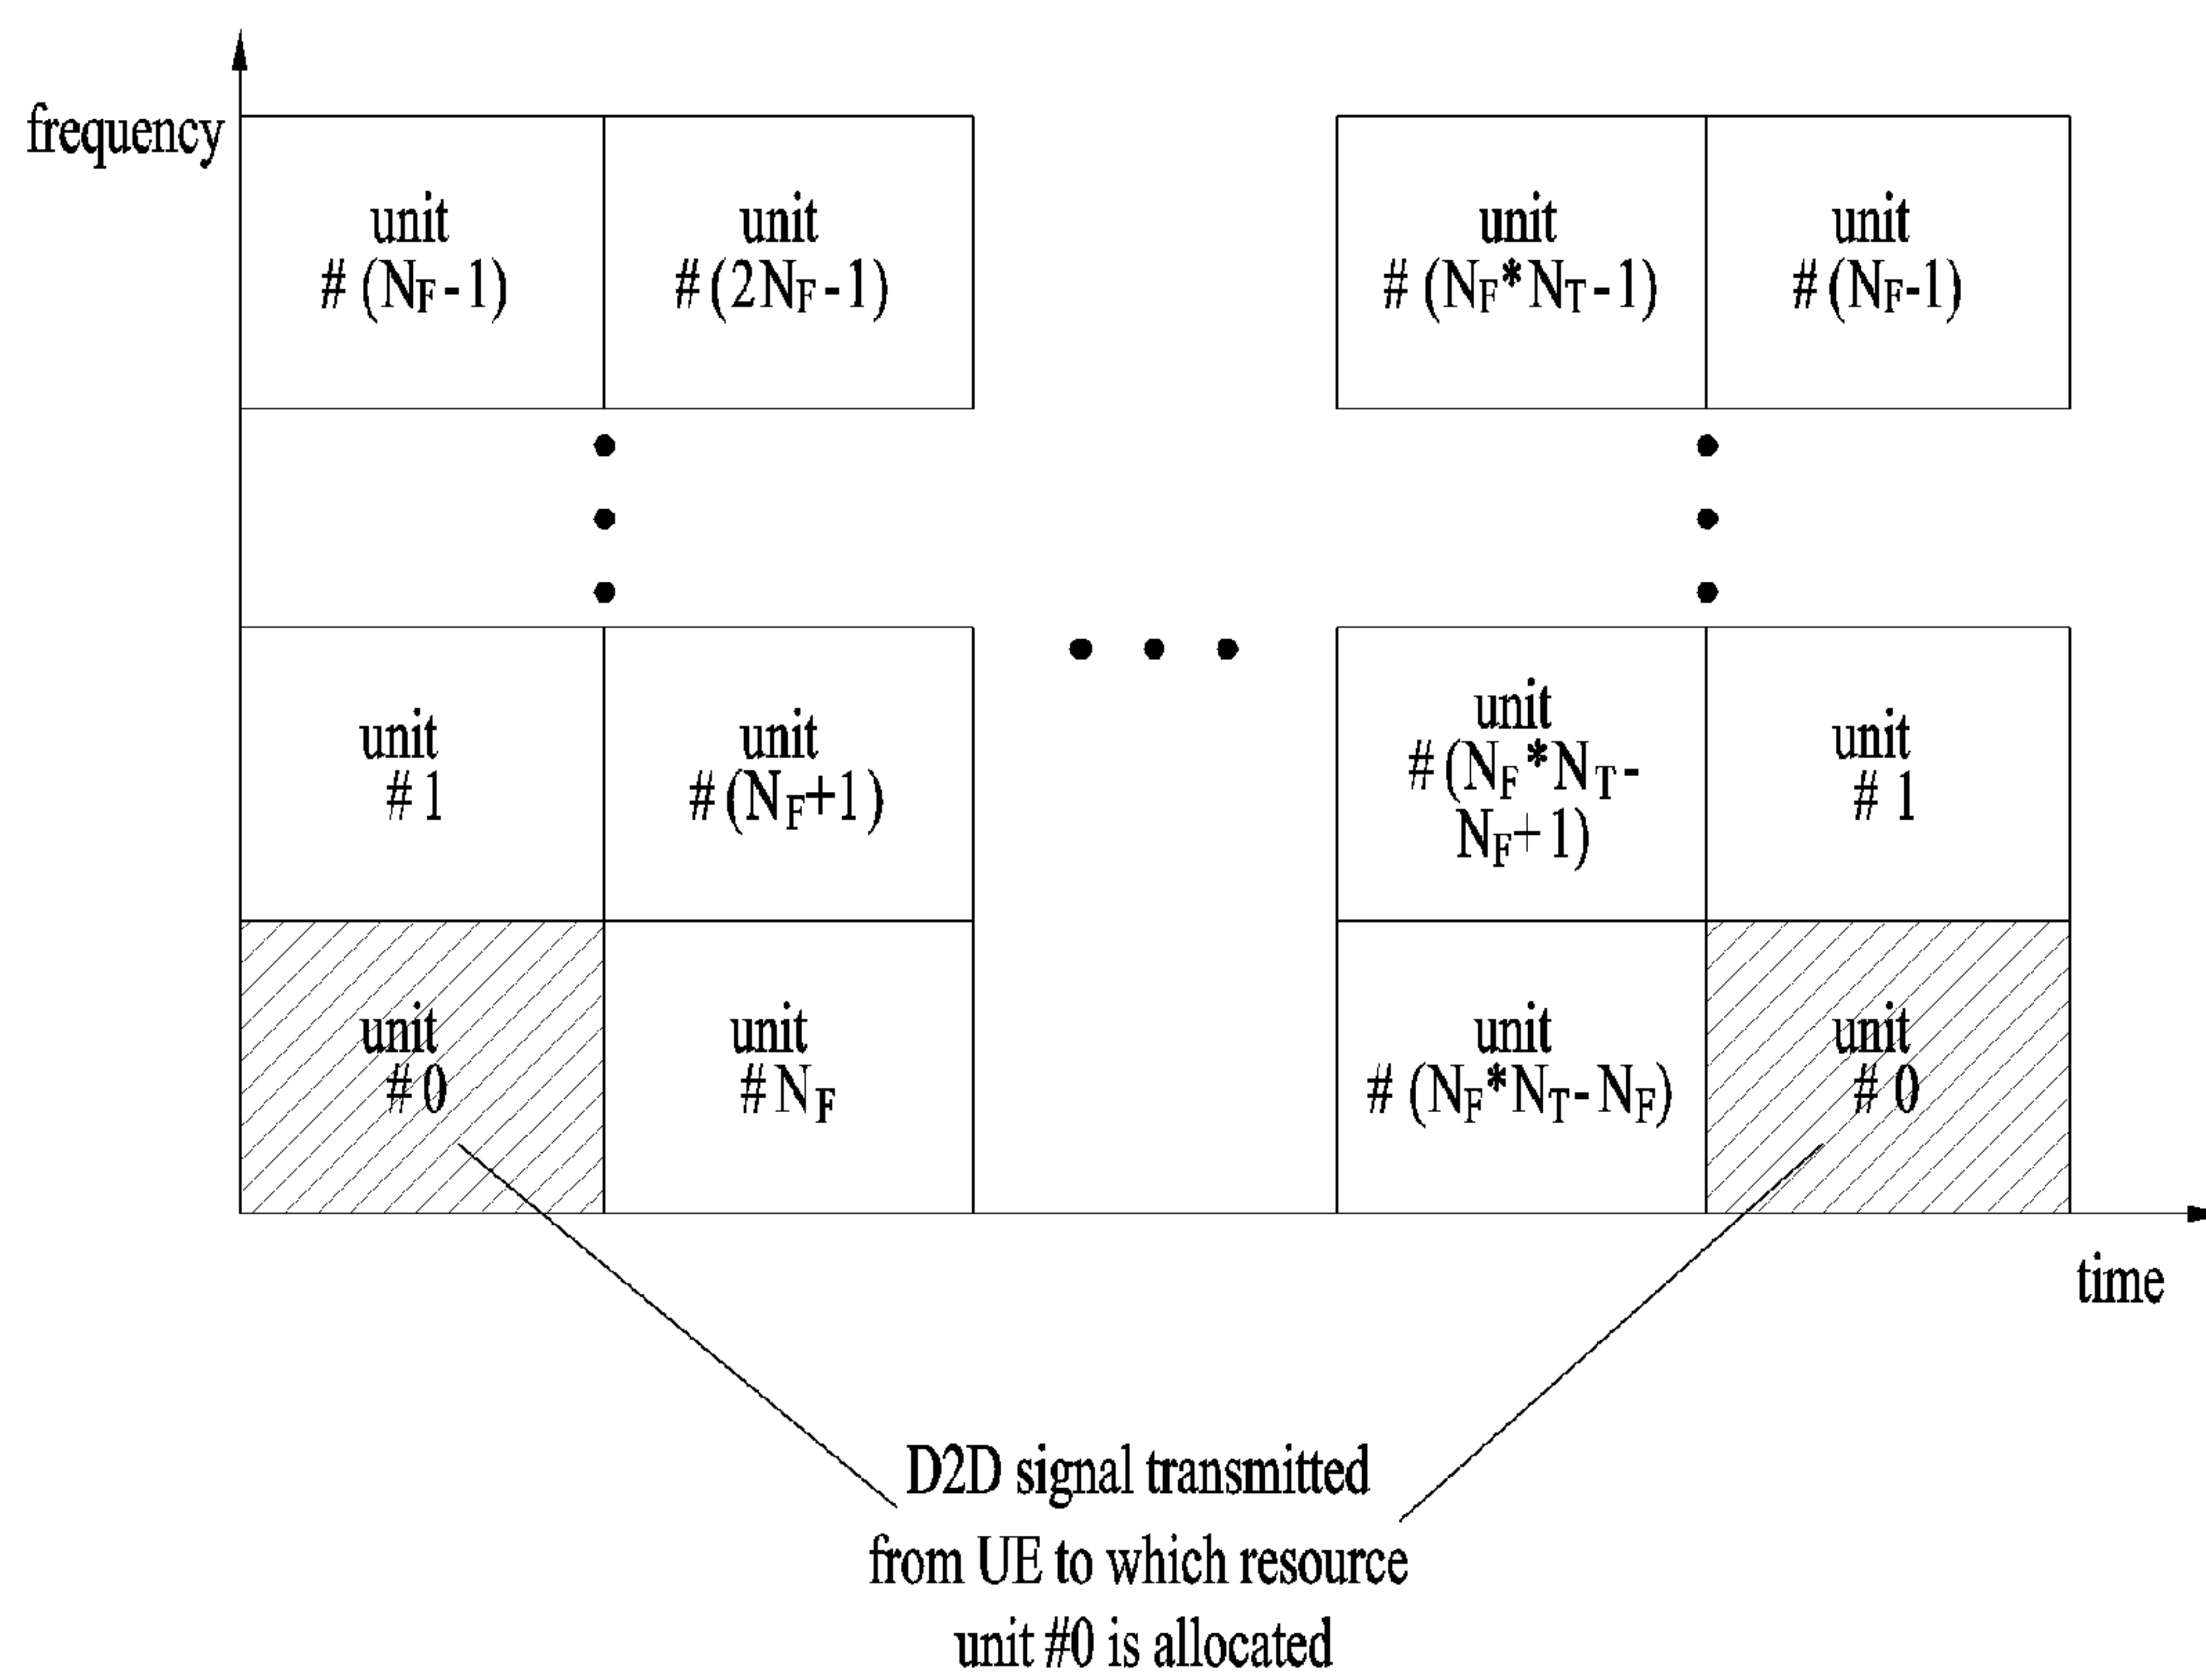 frequency
unit
# (NF - 1)
unit
# (2NF - 1)
unit
# (NF*NT - 1)
unit
# (NF-1)
unit
# 1
unit
# (NF+1)
unit
# (NF*NT -
NF+ 1)
unit
# 1
unit
# 0
unit
# NF
unit
# (NF*NT- NF)
unit
# 0
time
D2D signal transmitted
from UE to which resource
unit #0 is allocated